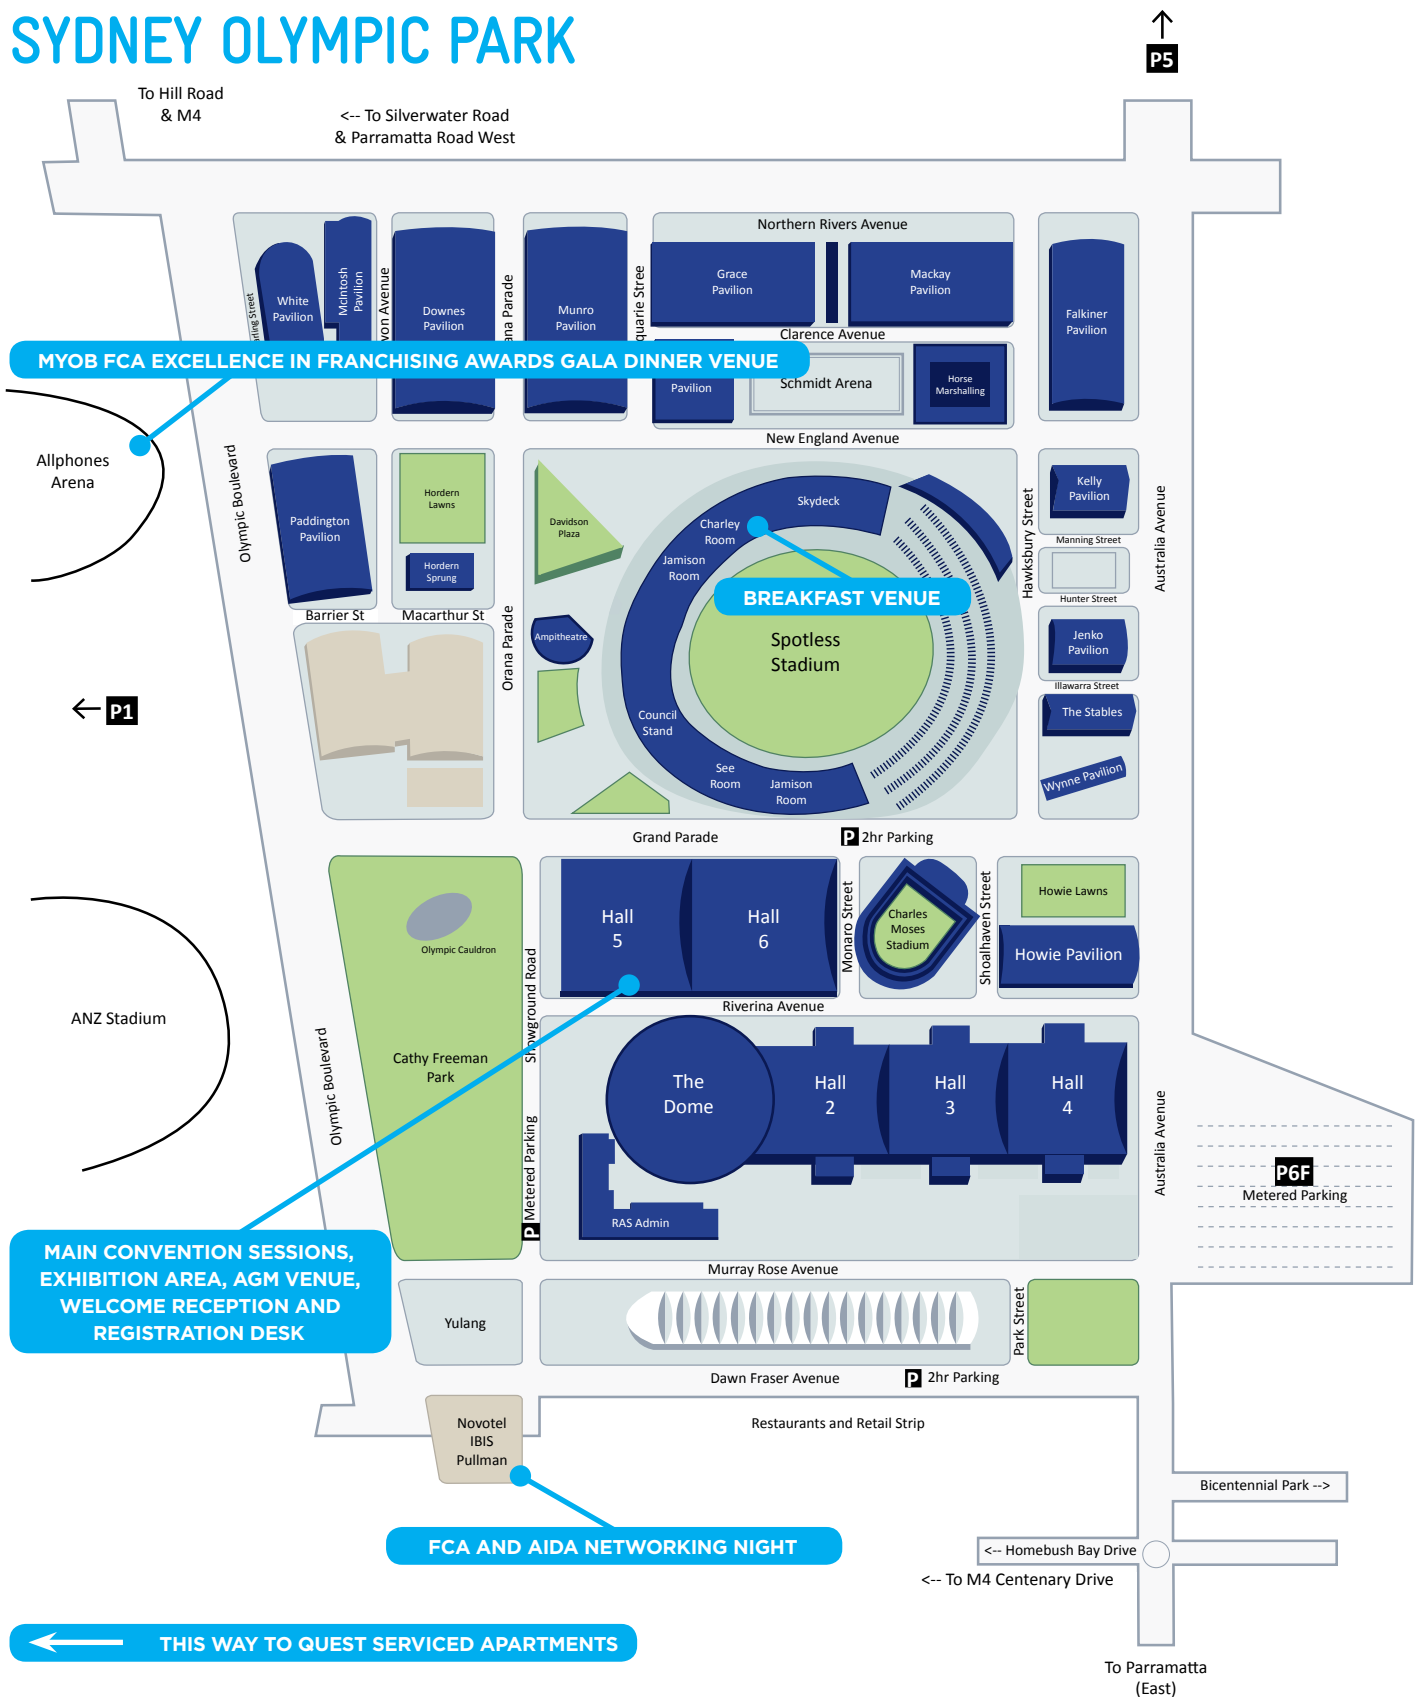 SYDNEY OLYMPIC PARK
P5
To Hill Road
& M4
<-- To Silverwater Road
& Parramatta Road West
Northern Rivers Avenue
White
Pavilion
McIntosh
Pavilion
Downes
Pavilion
Munro
Pavilion
Grace
Pavilion
Mackay
Pavilion
Falkiner
Pavilion
Clarence Avenue
MYOB FCA EXCELLENCE IN FRANCHISING AWARDS GALA DINNER VENUE
Pavilion
Schmidt Arena
Horse
Marshalling
New England Avenue
Allphones
Arena
Olympic Boulevard
Paddington
Pavilion
Hordern
Lawns
Hordern
Sprung
Barrier St
Macarthur St
Orana Parade
Davidson
Plaza
Ampitheatre
Skydeck
Charley
Room
Jamison
Room
BREAKFAST VENUE
Spotless
Stadium
Council
Stand
See
Room
Jamison
Room
Hawksbury Street
Kelly
Pavilion
Manning Street
Hunter Street
Jenko
Pavilion
Illawarra Street
The Stables
Wynne Pavilion
Australia Avenue
P1
Grand Parade
P 2hr Parking
Olympic Cauldron
Cathy Freeman
Park
Showground Road
Hall
5
Hall
6
Monaro Street
Charles
Moses
Stadium
Shoalhaven Street
Howie Lawns
Howie Pavilion
Riverina Avenue
ANZ Stadium
Olympic Boulevard
P Metered Parking
The
Dome
Hall
2
Hall
3
Hall
4
RAS Admin
Australia Avenue
P6F
Metered Parking
MAIN CONVENTION SESSIONS,
EXHIBITION AREA, AGM VENUE,
WELCOME RECEPTION AND
REGISTRATION DESK
Murray Rose Avenue
Yulang
Park Street
Dawn Fraser Avenue
P 2hr Parking
Novotel
IBIS
Pullman
Restaurants and Retail Strip
Bicentennial Park -->
FCA AND AIDA NETWORKING NIGHT
<-- Homebush Bay Drive
<-- To M4 Centenary Drive
THIS WAY TO QUEST SERVICED APARTMENTS
To Parramatta
(East)